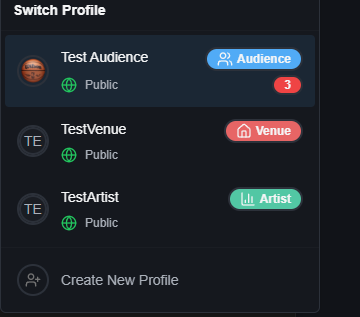 Switch Profile
Test Audience Audience
Public 3
TE TestVenue Venue
Public
TE TestArtist Artist
Public
Create New Profile